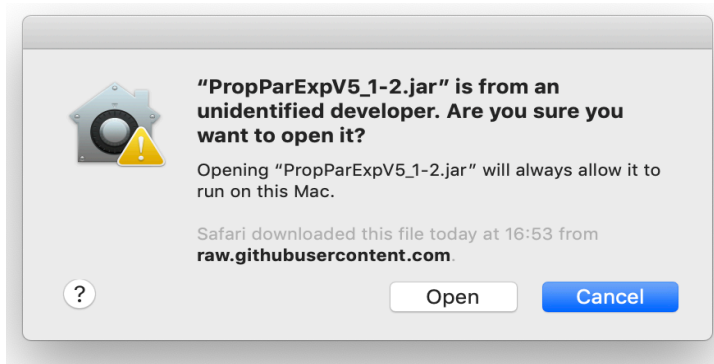 “PropParExpV5_1-2.jar” is from an
unidentified developer. Are you sure you
want to open it?
Opening “PropParExpV5_1-2.jar” will always allow it to
run on this Mac.
Safari downloaded this file today at 16:53 from
raw.githubusercontent.com.
?
Open
Cancel